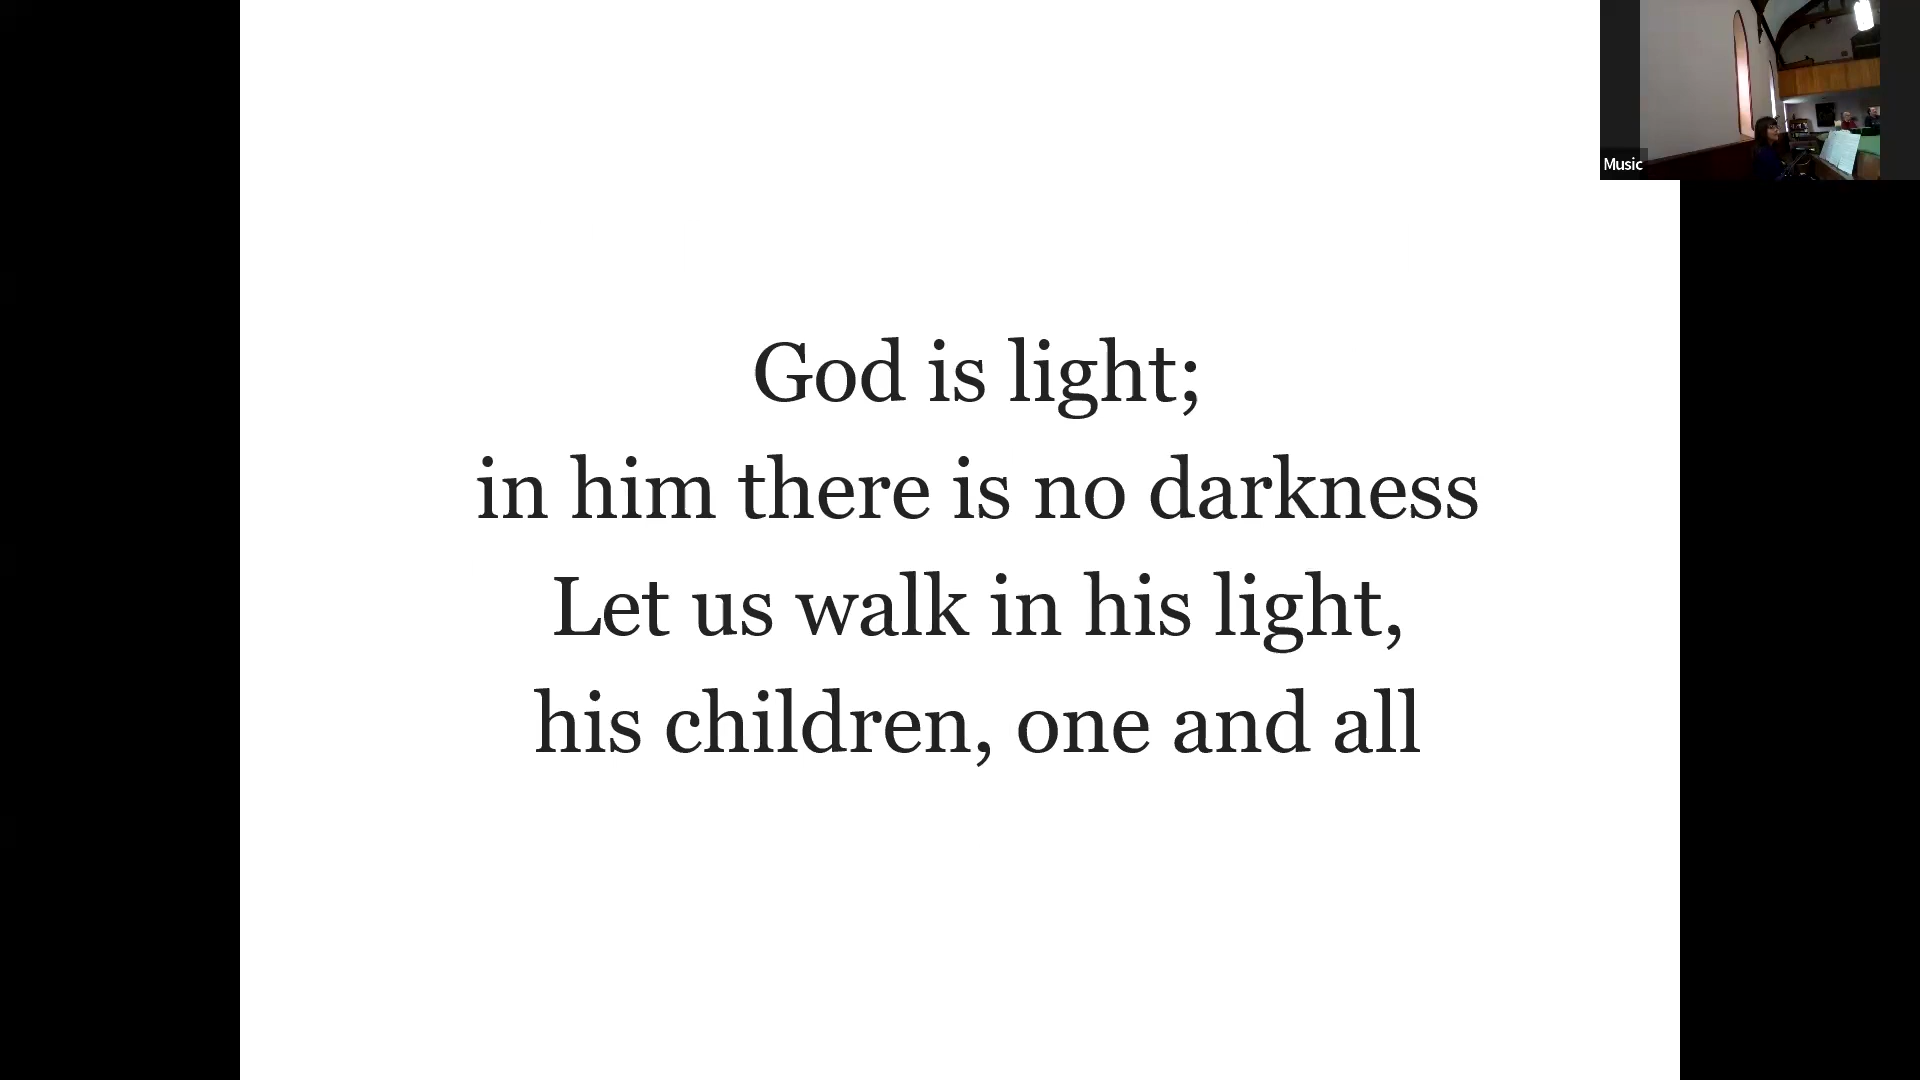 God is light;
in him there is no darkness
Let us walk in his light,
his children, one and all
Music